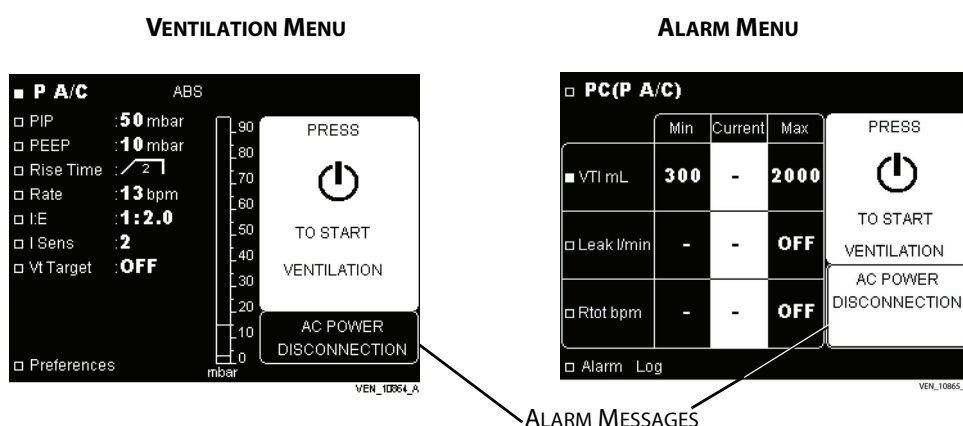 VENTILATION MENU
ALARM MENU
P A/C ABS
PIP :50 mbar
PEEP :10 mbar
Rise Time : 2
Rate :13 bpm
I:E :1:2.0
I Sens :2
Vt Target :OFF
Preferences
90
80
70
60
50
40
30
20
10
0
mbar
PRESS
TO START
VENTILATION
AC POWER
DISCONNECTION
VEN_10864_A
PC(P A/C)
Min Current Max
VTI mL 300 - 2000
Leak l/min - - OFF
Rtot bpm - - OFF
Alarm Log
PRESS
TO START
VENTILATION
AC POWER
DISCONNECTION
VEN_10865_
ALARM MESSAGES